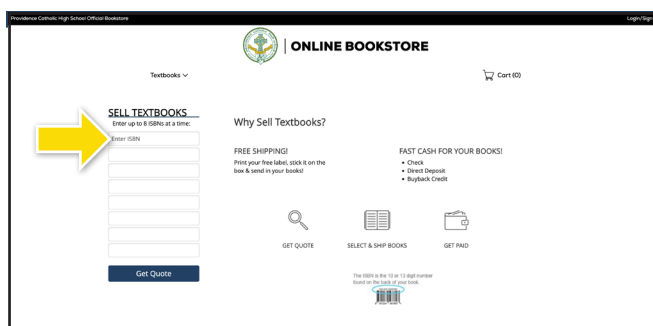 Providence Catholic High School Official Bookstore
Login/Sign
ONLINE BOOKSTORE
Textbooks
Cart (0)
SELL TEXTBOOKS
Enter up to 8 ISBNs at a time:
Enter ISBN
Get Quote
Why Sell Textbooks?
FREE SHIPPING!
Print your free label, stick it on the
box & send in your books!
FAST CASH FOR YOUR BOOKS!
• Check
• Direct Deposit
• Buyback Credit
GET QUOTE
SELECT & SHIP BOOKS
GET PAID
The ISBN is the 10 or 13 digit number
found on the back of your book.